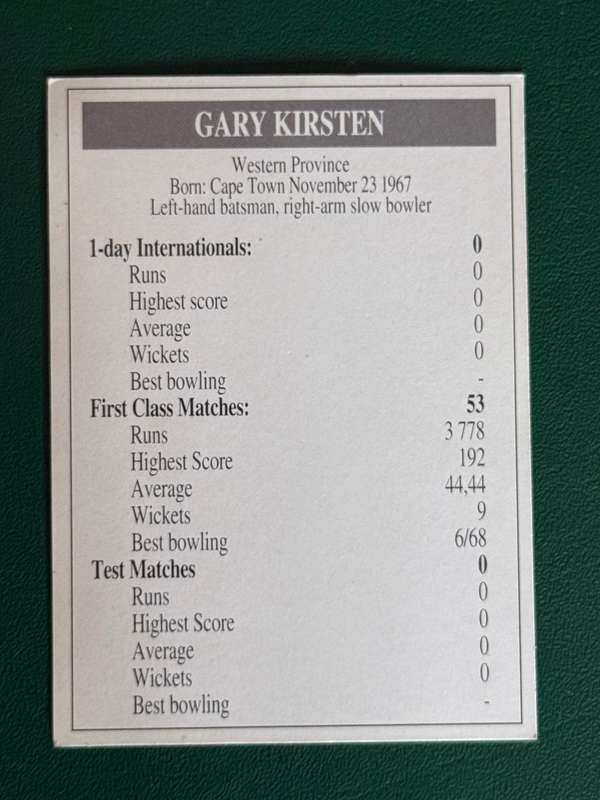 GARY KIRSTEN
Western Province
Born: Cape Town November 23 1967
Left-hand batsman, right-arm slow bowler
1-day Internationals: 0
Runs 0
Highest score 0
Average 0
Wickets 0
Best bowling -
First Class Matches: 53
Runs 3 778
Highest Score 192
Average 44,44
Wickets 9
Best bowling 6/68
Test Matches 0
Runs 0
Highest Score 0
Average 0
Wickets 0
Best bowling -